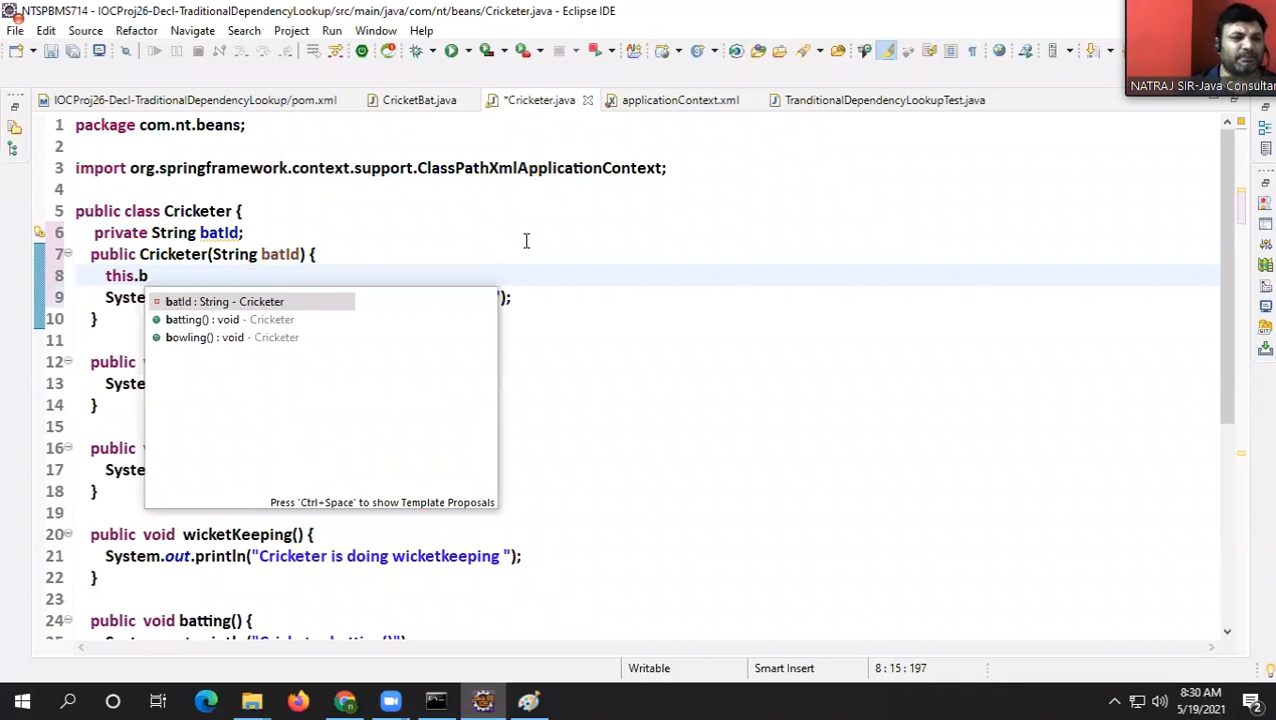 NTSPBMS714 - IOCProj26-Decl-TraditionalDependencyLookup/src/main/java/com/nt/beans/Cricketer.java - Eclipse IDE
File Edit Source Refactor Navigate Search Project Run Window Help
NATRAJ SIR-Java Consultan
IOCProj26-Decl-TraditionalDependencyLookup/pom.xml CricketBat.java *Cricketer.java applicationContext.xml TranditionalDependencyLookupTest.java
1 package com.nt.beans;
2
3 import org.springframework.context.support.ClassPathXmlApplicationContext;
4
5 public class Cricketer {
6 private String batId;
7 public Cricketer(String batId) {
8 this.b
9 Syste ");
10 }
11
12 public
13 Syste
14 }
15
16 public
17 Syste
18 }
19
20 public void wicketKeeping() {
21 System.out.println("Cricketer is doing wicketkeeping ");
22 }
23
24 public void batting() {
batId : String - Cricketer
batting() : void - Cricketer
bowling() : void - Cricketer
Press 'Ctrl+Space' to show Template Proposals
Writable Smart Insert 8 : 15 : 197
8:30 AM
5/19/2021
2